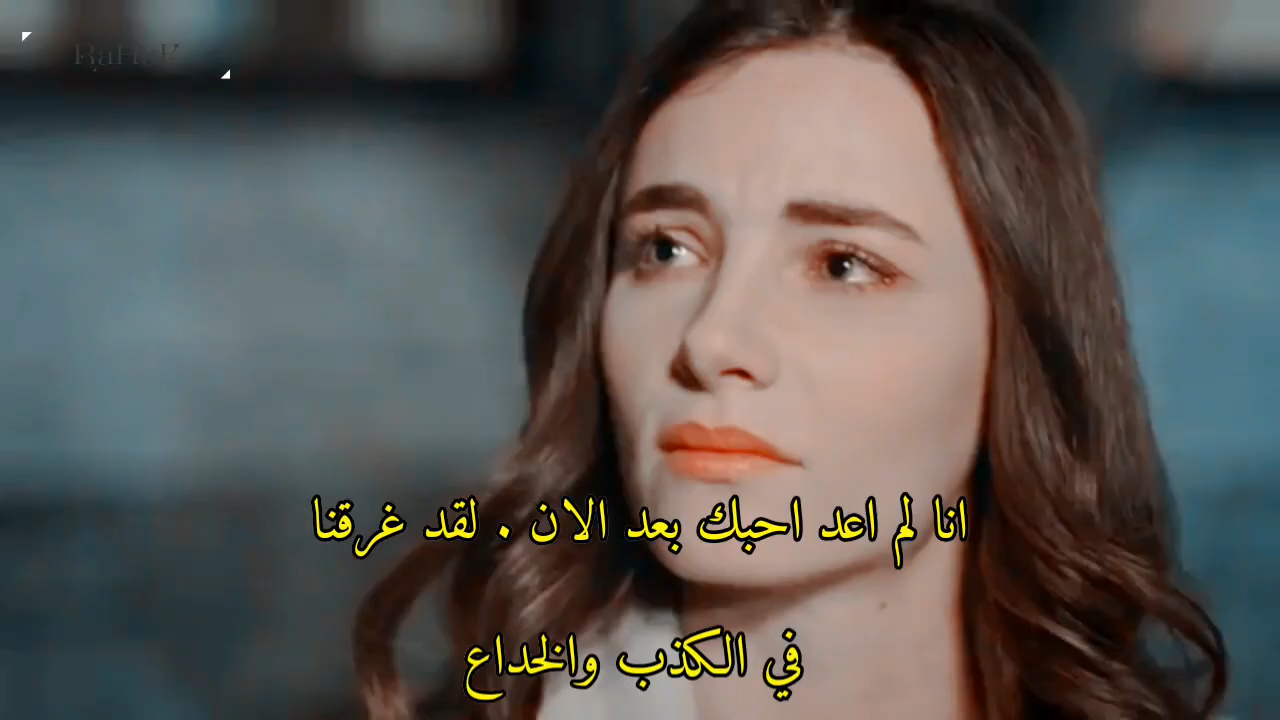 انا لم اعد احبك بعد الان . لقد غرقنا
في الكذب والخداع